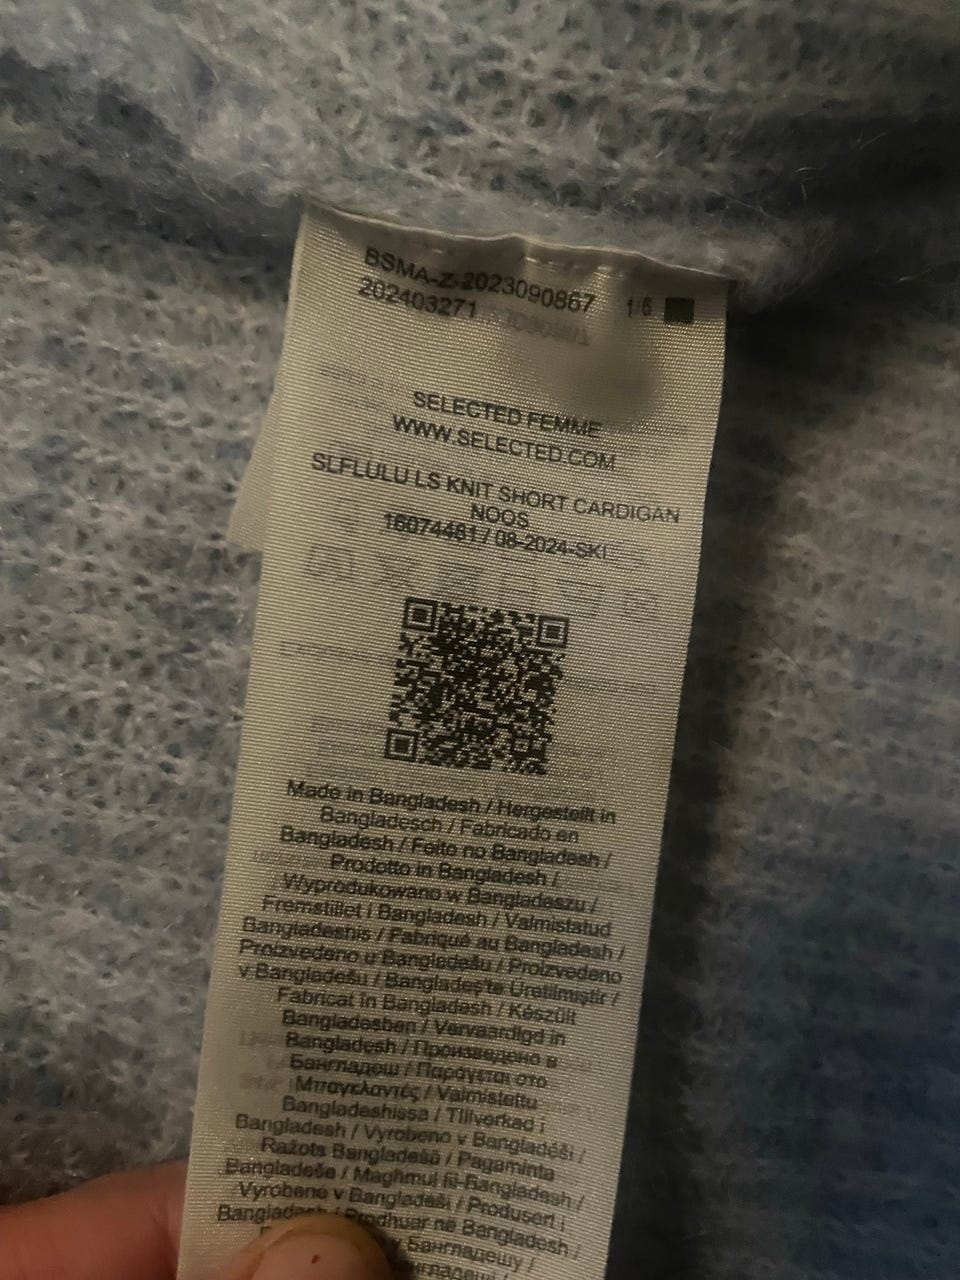 BSMA-Z-2023090867 1/6
202403271
SELECTED FEMME
WWW.SELECTED.COM
SLFLULU LS KNIT SHORT CARDIGAN
NOOS
16074481 / 08-2024-SKL
Made in Bangladesh / Hergestellt in
Bangladesch / Fabricado en
Bangladesh / Feito no Bangladesh /
Prodotto in Bangladesh /
Wyprodukowano w Bangladeszu /
Fremstillet i Bangladesh / Valmistatud
Bangladeshis / Fabriqué au Bangladesh /
Proizvedeno u Bangladešu / Proizvedeno
v Bangladešu / Bangladeş'te Üretilmiştir /
Fabricat în Bangladesh / Készült
Bangladesben / Vervaardigd in
Bangladesh / Произведено в
Бангладеш / Παράγεται στο
Μπαγκλαντές / Valmistettu
Bangladeshissa / Tillverkad i
Bangladesh / Vyrobeno v Bangladéši /
Ražots Bangladešā / Pagaminta
Bangladeše / Magħmul fil-Bangladesh /
Vyrobené v Bangladéši / Produsert i
Bangladesh / Prodhuar në Bangladesh /
Бангладешу /